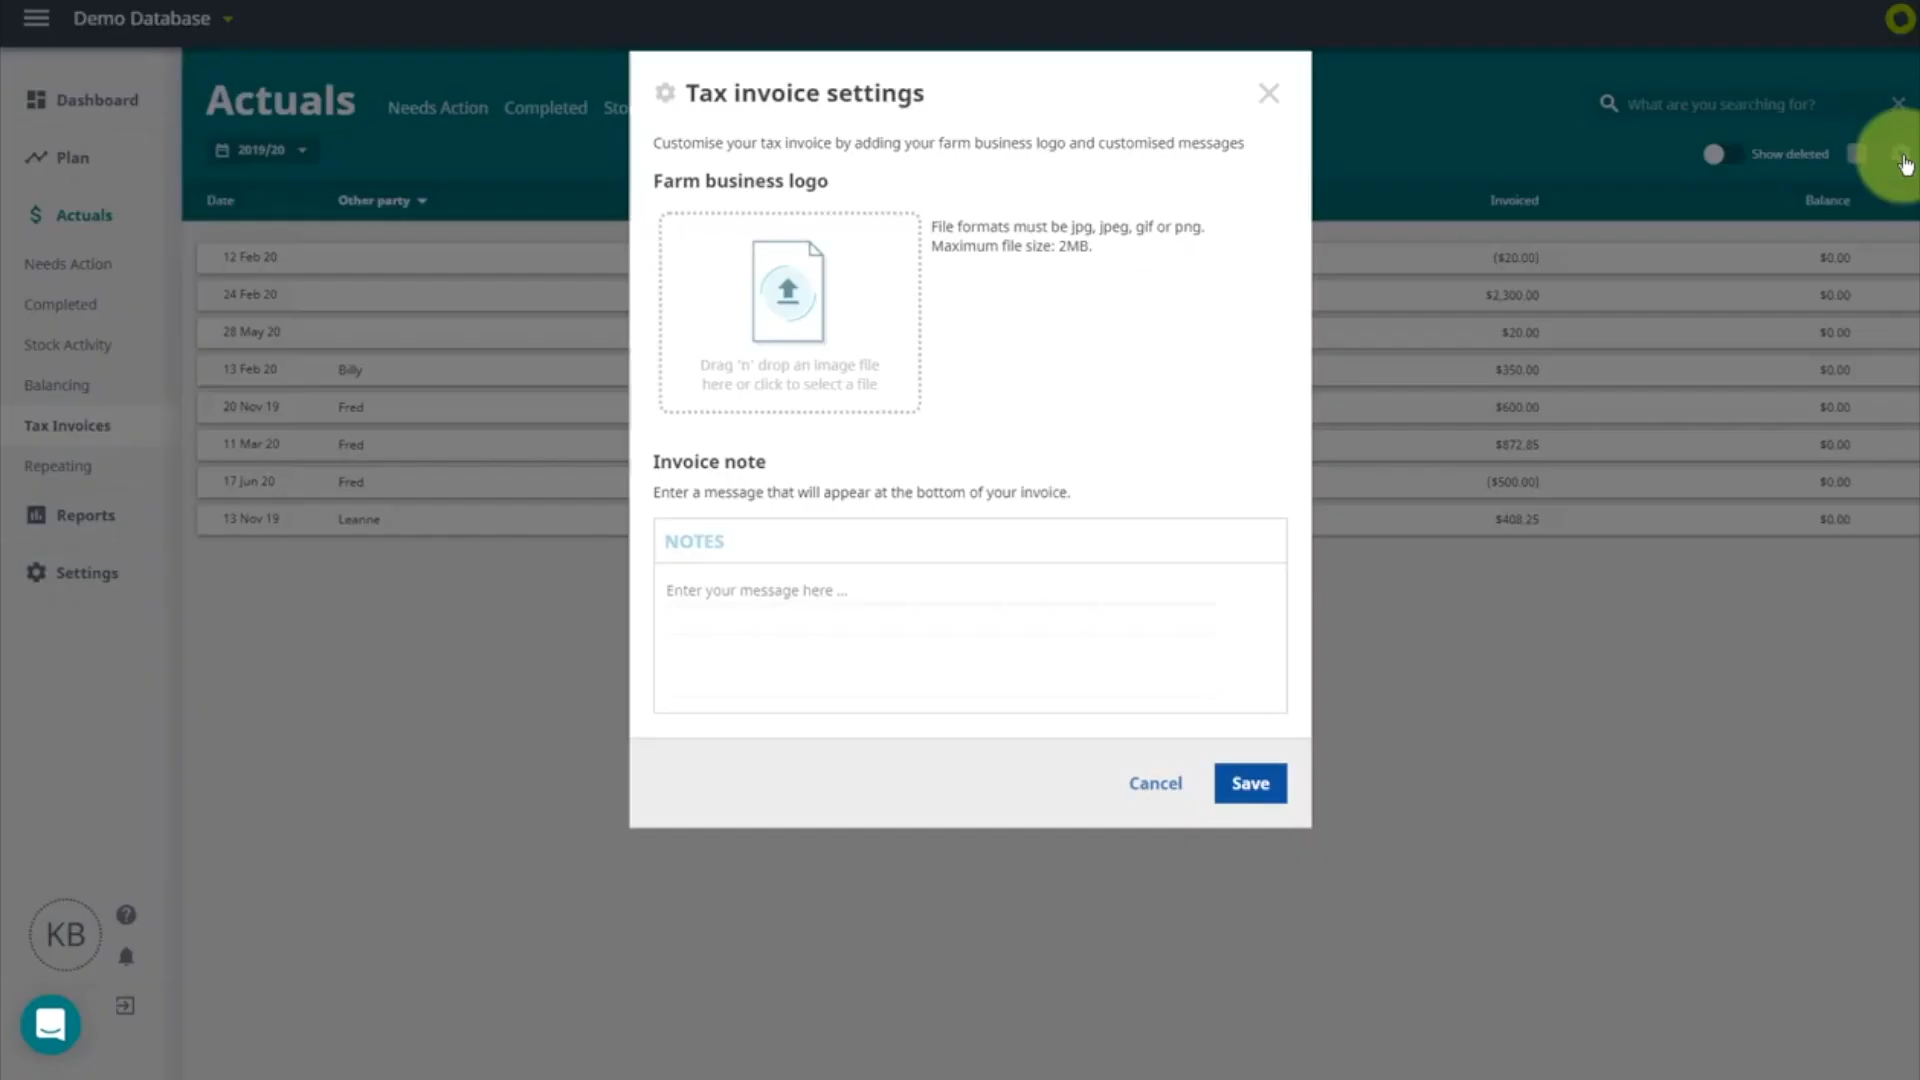 Demo Database
Dashboard
Plan
Actuals
Needs Action
Completed
Stock Activity
Balancing
Tax Invoices
Repeating
Reports
Settings
KB
Actuals
Needs Action Completed Sto
What are you searching for?
2019/20
Show deleted
Date Other party Invoiced Balance
12 Feb 20 ($20.00) $0.00
24 Feb 20 $2,300.00 $0.00
28 May 20 $20.00 $0.00
13 Feb 20 Billy $350.00 $0.00
20 Nov 19 Fred $600.00 $0.00
11 Mar 20 Fred $872.85 $0.00
17 Jun 20 Fred ($500.00) $0.00
13 Nov 19 Leanne $408.25 $0.00
Tax invoice settings
Customise your tax invoice by adding your farm business logo and customised messages
Farm business logo
Drag 'n' drop an image file
here or click to select a file
File formats must be jpg, jpeg, gif or png.
Maximum file size: 2MB.
Invoice note
Enter a message that will appear at the bottom of your invoice.
NOTES
Enter your message here ...
Cancel Save